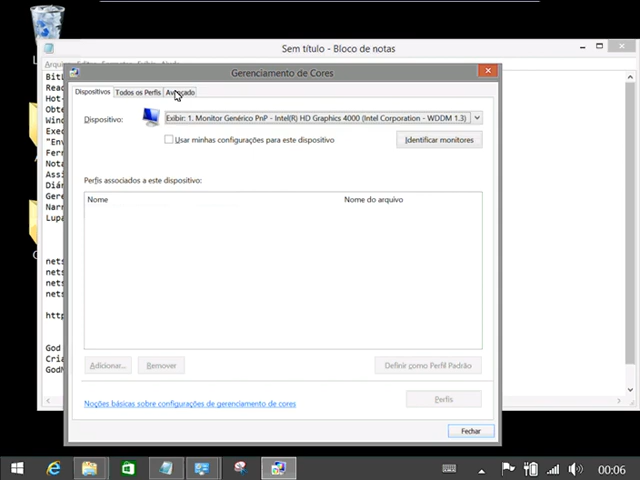 Sem título - Bloco de notas
Gerenciamento de Cores
Dispositivos
Todos os Perfis
Avançado
BitL
Read
Hot-
Obte
Wind
Exec
"Env
Ferr
Nota
Assi
Diár
Gere
Narr
Lupa
Dispositivo:
Exibir: 1. Monitor Genérico PnP - Intel(R) HD Graphics 4000 (Intel Corporation - WDDM 1.3)
Usar minhas configurações para este dispositivo
Identificar monitores
Perfis associados a este dispositivo:
Nome
Nome do arquivo
nets
nets
nets
nets
http
God
Cria
GodM
Adicionar...
Remover
Definir como Perfil Padrão
Noções básicas sobre configurações de gerenciamento de cores
Perfis
Fechar
00:06